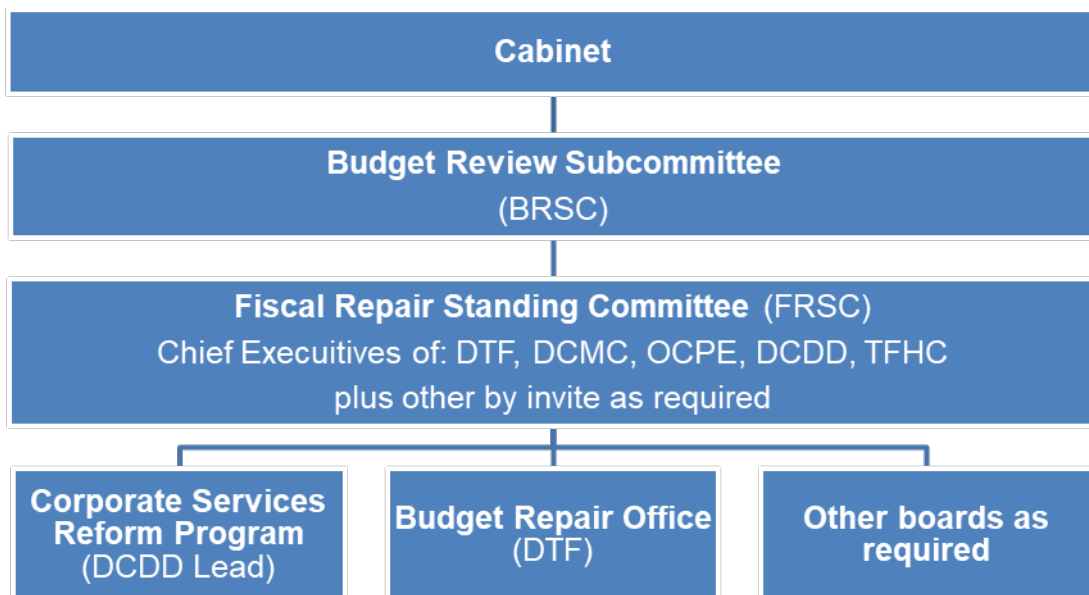 Cabinet
Budget Review Subcommittee
(BRSC)
Fiscal Repair Standing Committee (FRSC)
Chief Execuitives of: DTF, DCMC, OCPE, DCDD, TFHC
plus other by invite as required
Corporate Services
Reform Program
(DCDD Lead)
Budget Repair Office
(DTF)
Other boards as
required